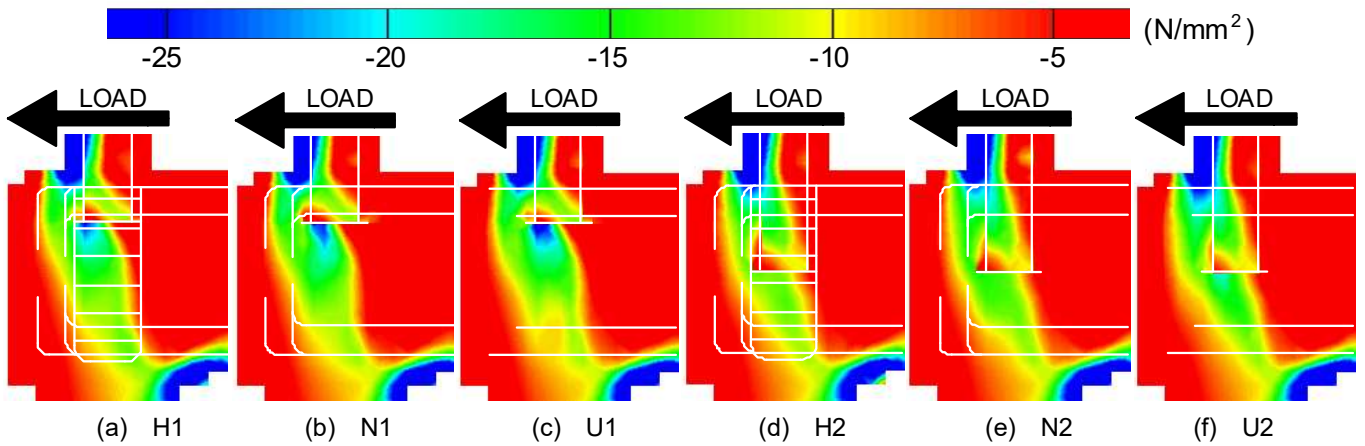 (N/mm²)
-25 -20 -15 -10 -5
LOAD LOAD LOAD LOAD LOAD LOAD
(a) H1 (b) N1 (c) U1 (d) H2 (e) N2 (f) U2